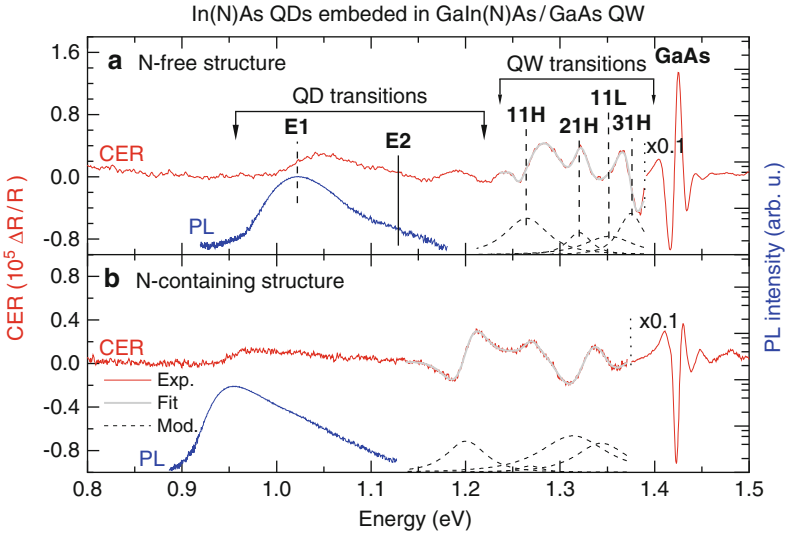 In(N)As QDs embeded in GaIn(N)As/GaAs QW
a N-free structure
QD transitions
QW transitions
GaAs
E1
E2
11H
21H
11L
31H
x0.1
CER
PL
1.6
0.8
0.0
-0.8
b N-containing structure
x0.1
CER
Exp.
Fit
Mod.
PL
0.8
0.4
0.0
-0.4
-0.8
0.8 0.9 1.0 1.1 1.2 1.3 1.4 1.5
Energy (eV)
CER (10⁵ ΔR/R)
PL intensity (arb. u.)